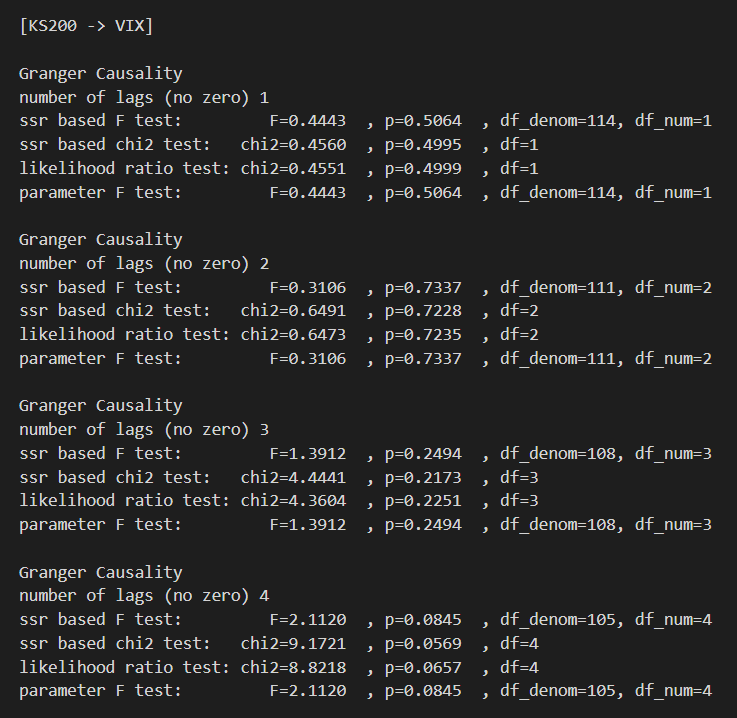 [KS200 -> VIX]
Granger Causality
number of lags (no zero) 1
ssr based F test:         F=0.4443  , p=0.5064  , df_denom=114, df_num=1
ssr based chi2 test:   chi2=0.4560  , p=0.4995  , df=1
likelihood ratio test: chi2=0.4551  , p=0.4999  , df=1
parameter F test:         F=0.4443  , p=0.5064  , df_denom=114, df_num=1
Granger Causality
number of lags (no zero) 2
ssr based F test:         F=0.3106  , p=0.7337  , df_denom=111, df_num=2
ssr based chi2 test:   chi2=0.6491  , p=0.7228  , df=2
likelihood ratio test: chi2=0.6473  , p=0.7235  , df=2
parameter F test:         F=0.3106  , p=0.7337  , df_denom=111, df_num=2
Granger Causality
number of lags (no zero) 3
ssr based F test:         F=1.3912  , p=0.2494  , df_denom=108, df_num=3
ssr based chi2 test:   chi2=4.4441  , p=0.2173  , df=3
likelihood ratio test: chi2=4.3604  , p=0.2251  , df=3
parameter F test:         F=1.3912  , p=0.2494  , df_denom=108, df_num=3
Granger Causality
number of lags (no zero) 4
ssr based F test:         F=2.1120  , p=0.0845  , df_denom=105, df_num=4
ssr based chi2 test:   chi2=9.1721  , p=0.0569  , df=4
likelihood ratio test: chi2=8.8218  , p=0.0657  , df=4
parameter F test:         F=2.1120  , p=0.0845  , df_denom=105, df_num=4